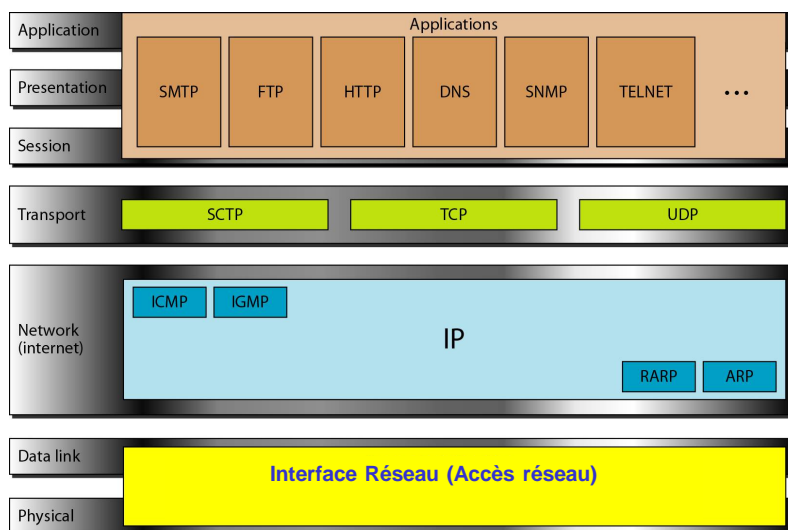 Application
Applications
Presentation
SMTP FTP HTTP DNS SNMP TELNET ...
Session
Transport
SCTP TCP UDP
ICMP IGMP
Network
(internet)
IP
RARP ARP
Data link
Interface Réseau (Accès réseau)
Physical